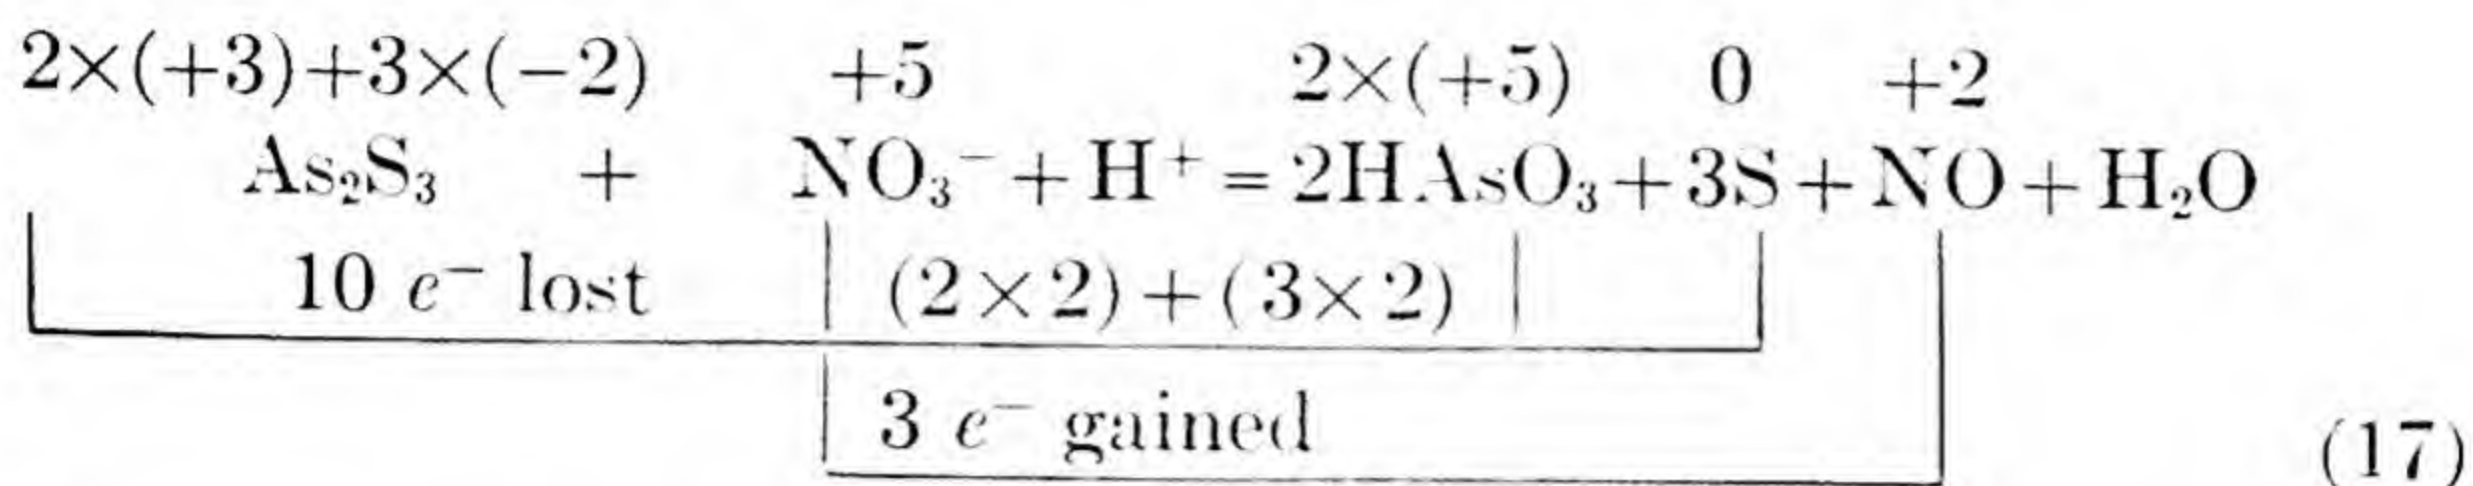 2×(+3)+3×(−2) +5 2×(+5) 0 +2
As₂S₃ + NO₃⁻ + H⁺ = 2HAsO₃ + 3S + NO + H₂O
10 e⁻ lost (2×2)+(3×2)
3 e⁻ gained
(17)